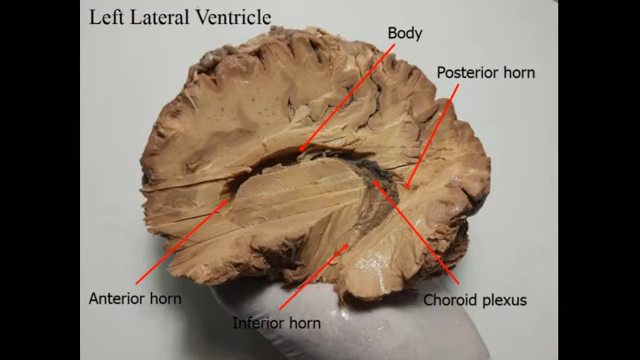 Left Lateral Ventricle
Body
Posterior horn
Anterior horn
Choroid plexus
Inferior horn